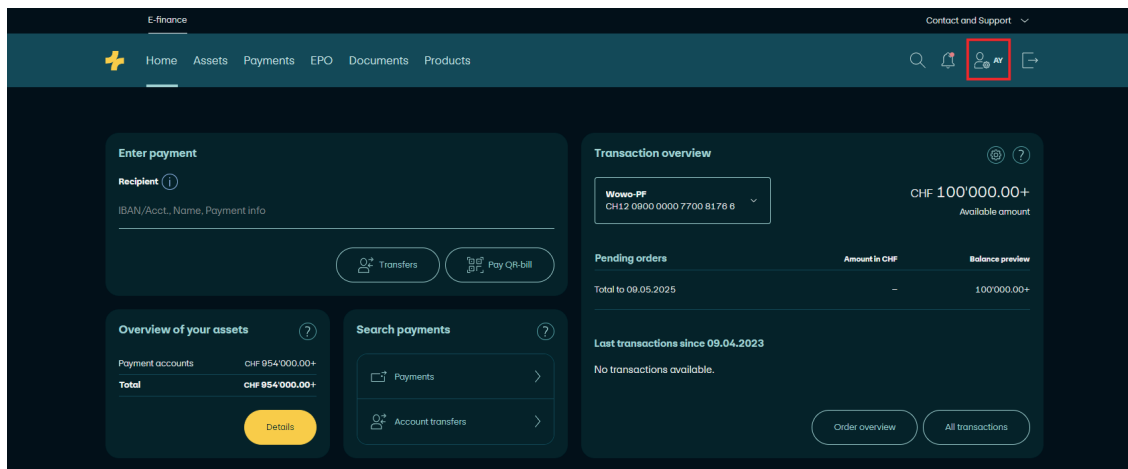 E-finance
Contact and Support
Home Assets Payments EPO Documents Products
AY
Enter payment
Recipient
IBAN/Acct., Name, Payment info
Transfers
Pay QR-bill
Overview of your assets
Payment accounts CHF 954'000.00+
Total CHF 954'000.00+
Details
Search payments
Payments
Account transfers
Transaction overview
Wowo-PF
CH12 0900 0000 7700 8176 6
CHF 100'000.00+
Available amount
Pending orders Amount in CHF Balance preview
Total to 09.05.2025 – 100'000.00+
Last transactions since 09.04.2023
No transactions available.
Order overview
All transactions